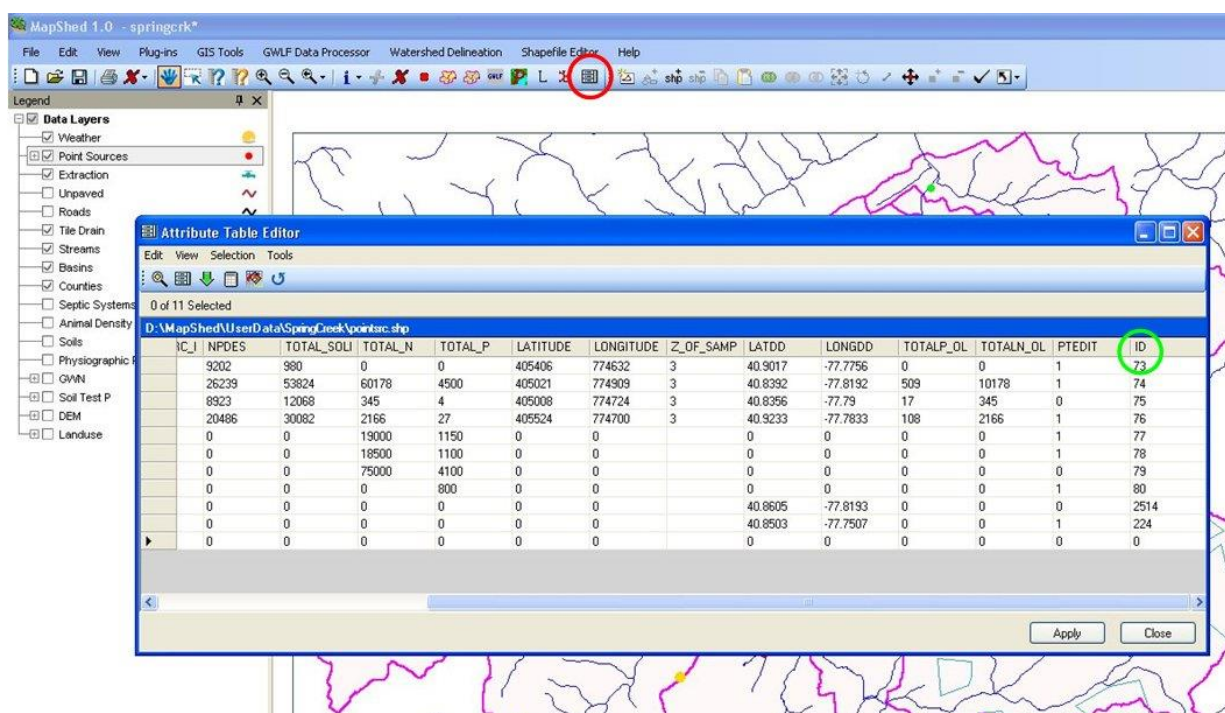 MapShed 1.0 - springcrk*
File Edit View Plug-ins GIS Tools GWLF Data Processor Watershed Delineation Shapefile Editor Help
Legend
Data Layers
Weather
Point Sources
Extraction
Unpaved
Roads
Tile Drain
Streams
Basins
Counties
Septic Systems
Animal Density
Soils
Physiographic
GWN
Soil Test P
DEM
Landuse
Attribute Table Editor
Edit View Selection Tools
0 of 11 Selected
D:\MapShed\UserData\SpringCreek\pointsrc.shp
NPDES TOTAL_SOLI TOTAL_N TOTAL_P LATITUDE LONGITUDE Z_OF_SAMP LATDD LONGDD TOTALP_OL TOTALN_OL PTEDIT ID
9202 980 0 0 405406 774632 3 40.9017 -77.7756 0 0 1 73
26239 53824 60178 4500 405021 774909 3 40.8392 -77.8192 509 10178 1 74
8923 12068 345 4 405008 774724 3 40.8356 -77.79 17 345 0 75
20486 30082 2166 27 405524 774700 3 40.9233 -77.7833 108 2166 1 76
0 0 19000 1150 0 0 0 0 0 0 1 77
0 0 18500 1100 0 0 0 0 0 0 1 78
0 0 75000 4100 0 0 0 0 0 0 0 79
0 0 0 800 0 0 0 0 0 0 1 80
0 0 0 0 0 0 40.8605 -77.8193 0 0 0 2514
0 0 0 0 0 0 40.8503 -77.7507 0 0 1 224
0 0 0 0 0 0 0 0 0 0 0 0
Apply Close